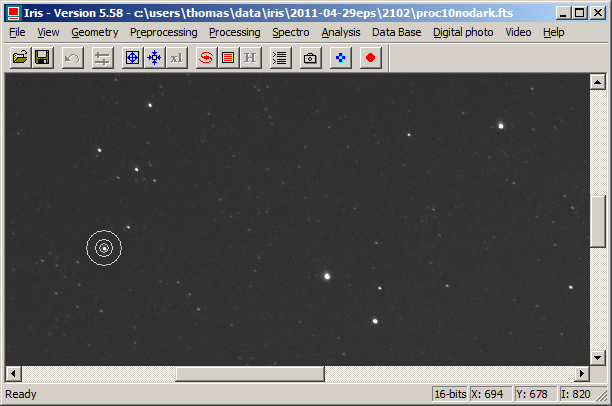 Iris - Version 5.58 - c:\users\thomas\data\iris\2011-04-29eps\2102\proc10nodark.fts
File View Geometry Preprocessing Processing Spectro Analysis Data Base Digital photo Video Help
x1 H
Ready 16-bits X: 694 Y: 678 I: 820